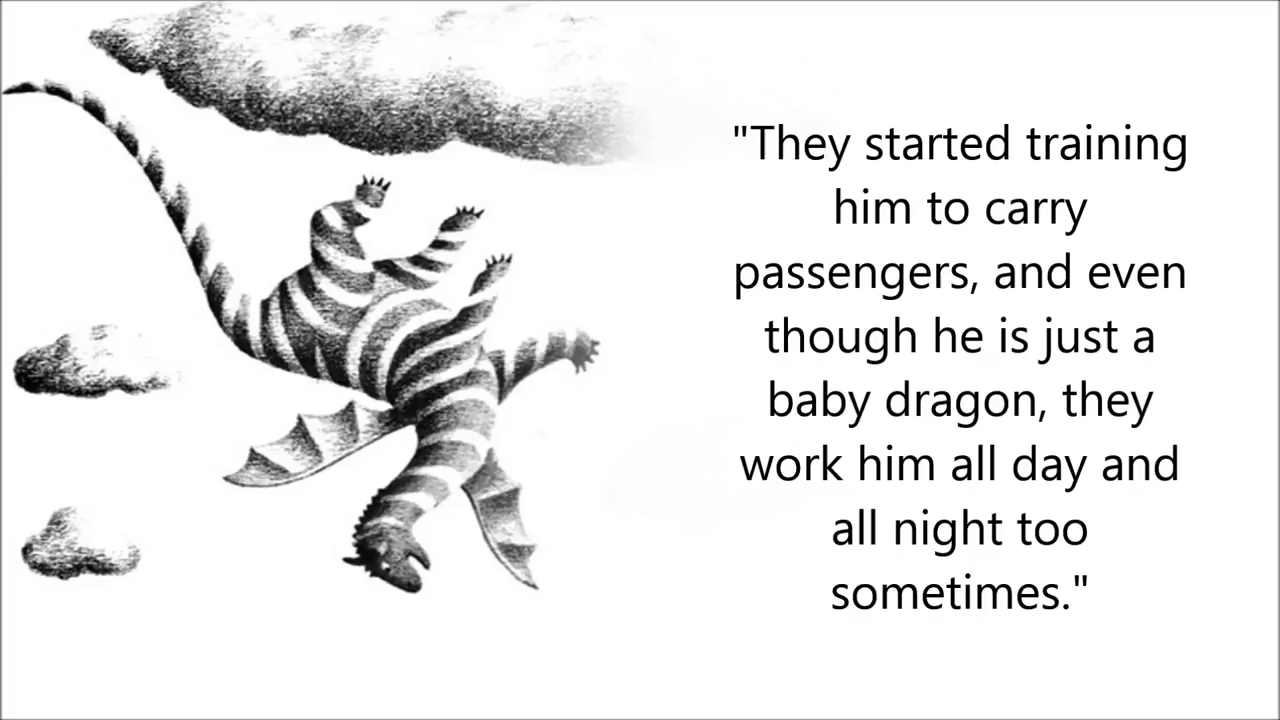 "They started training
him to carry
passengers, and even
though he is just a
baby dragon, they
work him all day and
all night too
sometimes."